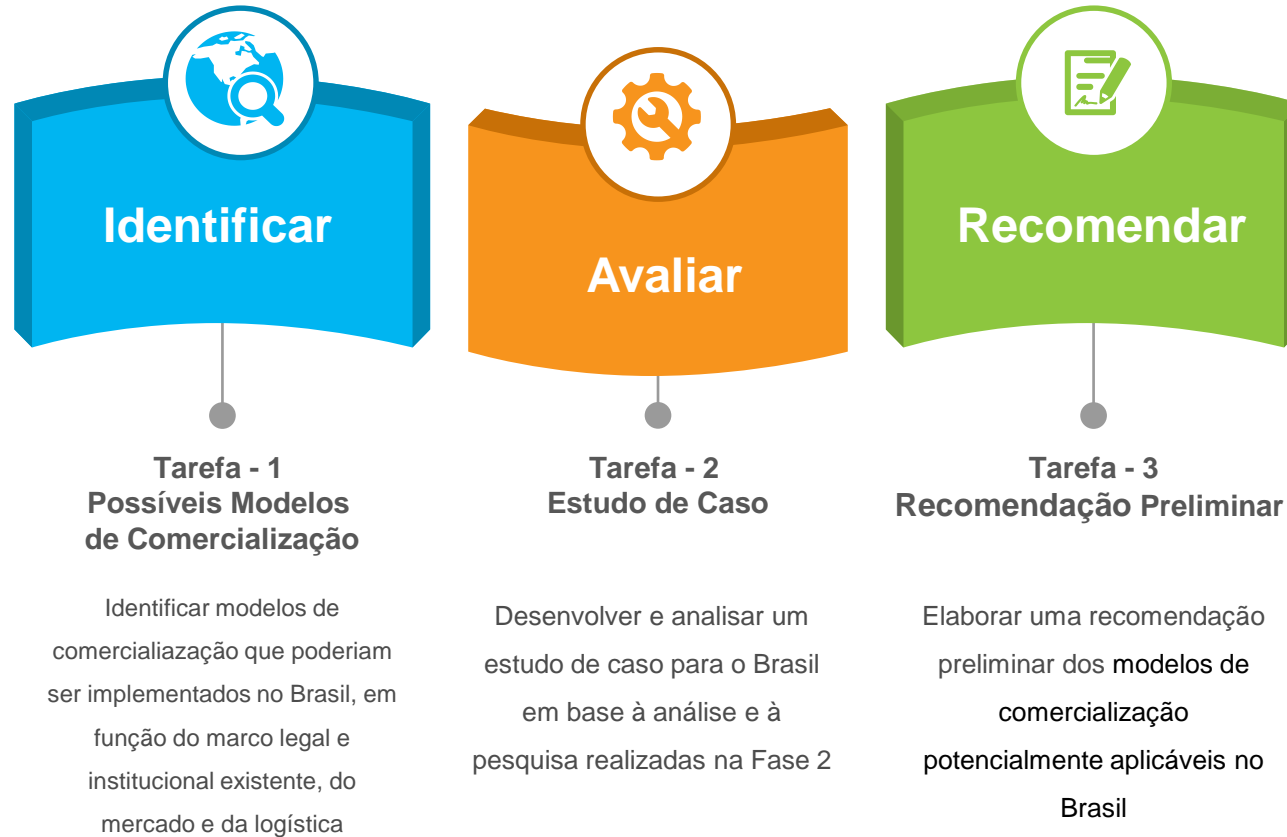 Identificar
Tarefa - 1
Possíveis Modelos
de Comercialização
Identificar modelos de
comercialiazação que poderiam
ser implementados no Brasil, em
função do marco legal e
institucional existente, do
mercado e da logística
Avaliar
Tarefa - 2
Estudo de Caso
Desenvolver e analisar um
estudo de caso para o Brasil
em base à análise e à
pesquisa realizadas na Fase 2
Recomendar
Tarefa - 3
Recomendação Preliminar
Elaborar uma recomendação
preliminar dos modelos de
comercialização
potencialmente aplicáveis no
Brasil